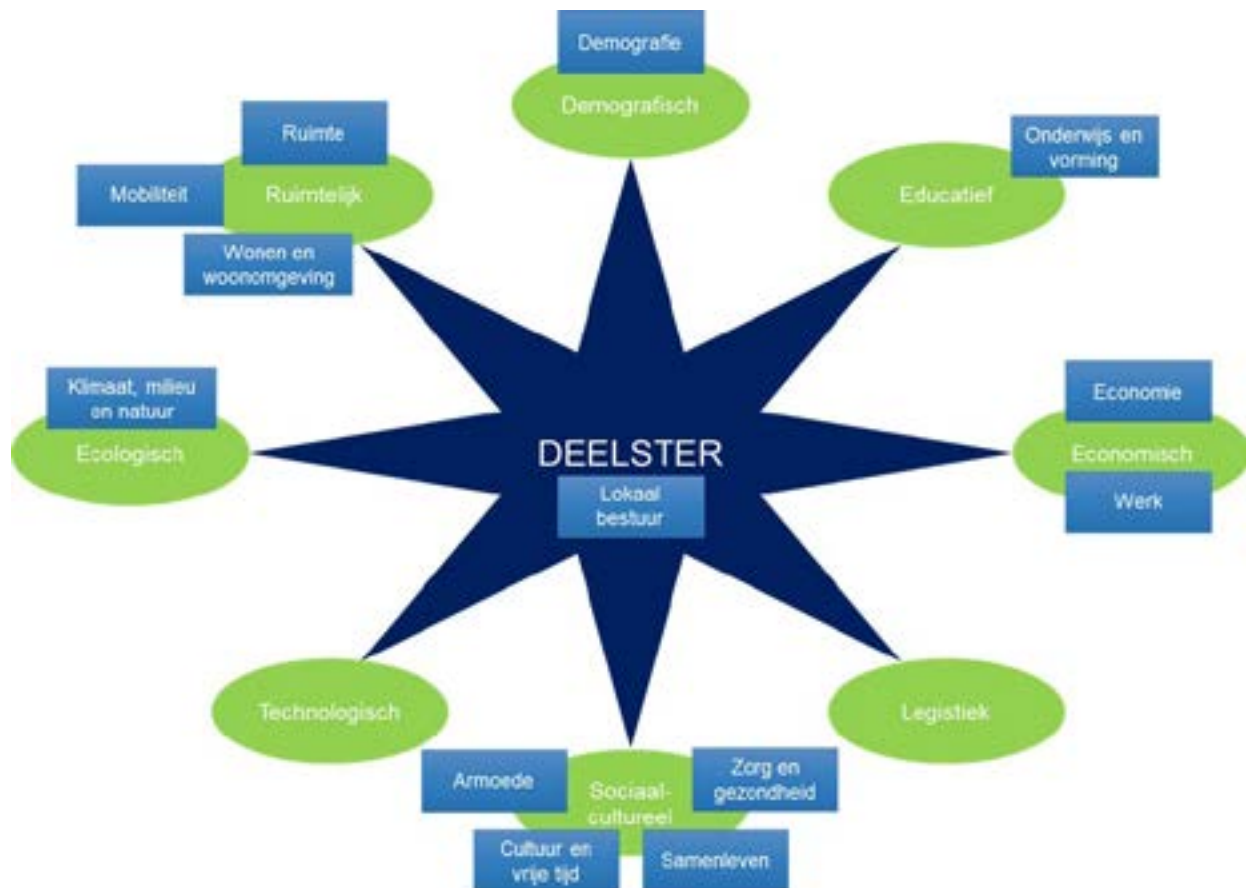 Demografie
Demografisch
Ruimte
Mobiliteit
Ruimtelijk
Wonen en
woonomgeving
Onderwijs en
vorming
Educatief
Klimaat, milieu
en natuur
Ecologisch
DEELSTER
Lokaal
bestuur
Economie
Economisch
Werk
Technologisch
Legistiek
Armoede
Sociaal-
cultureel
Zorg en
gezondheid
Cultuur en
vrije tijd
Samenleven